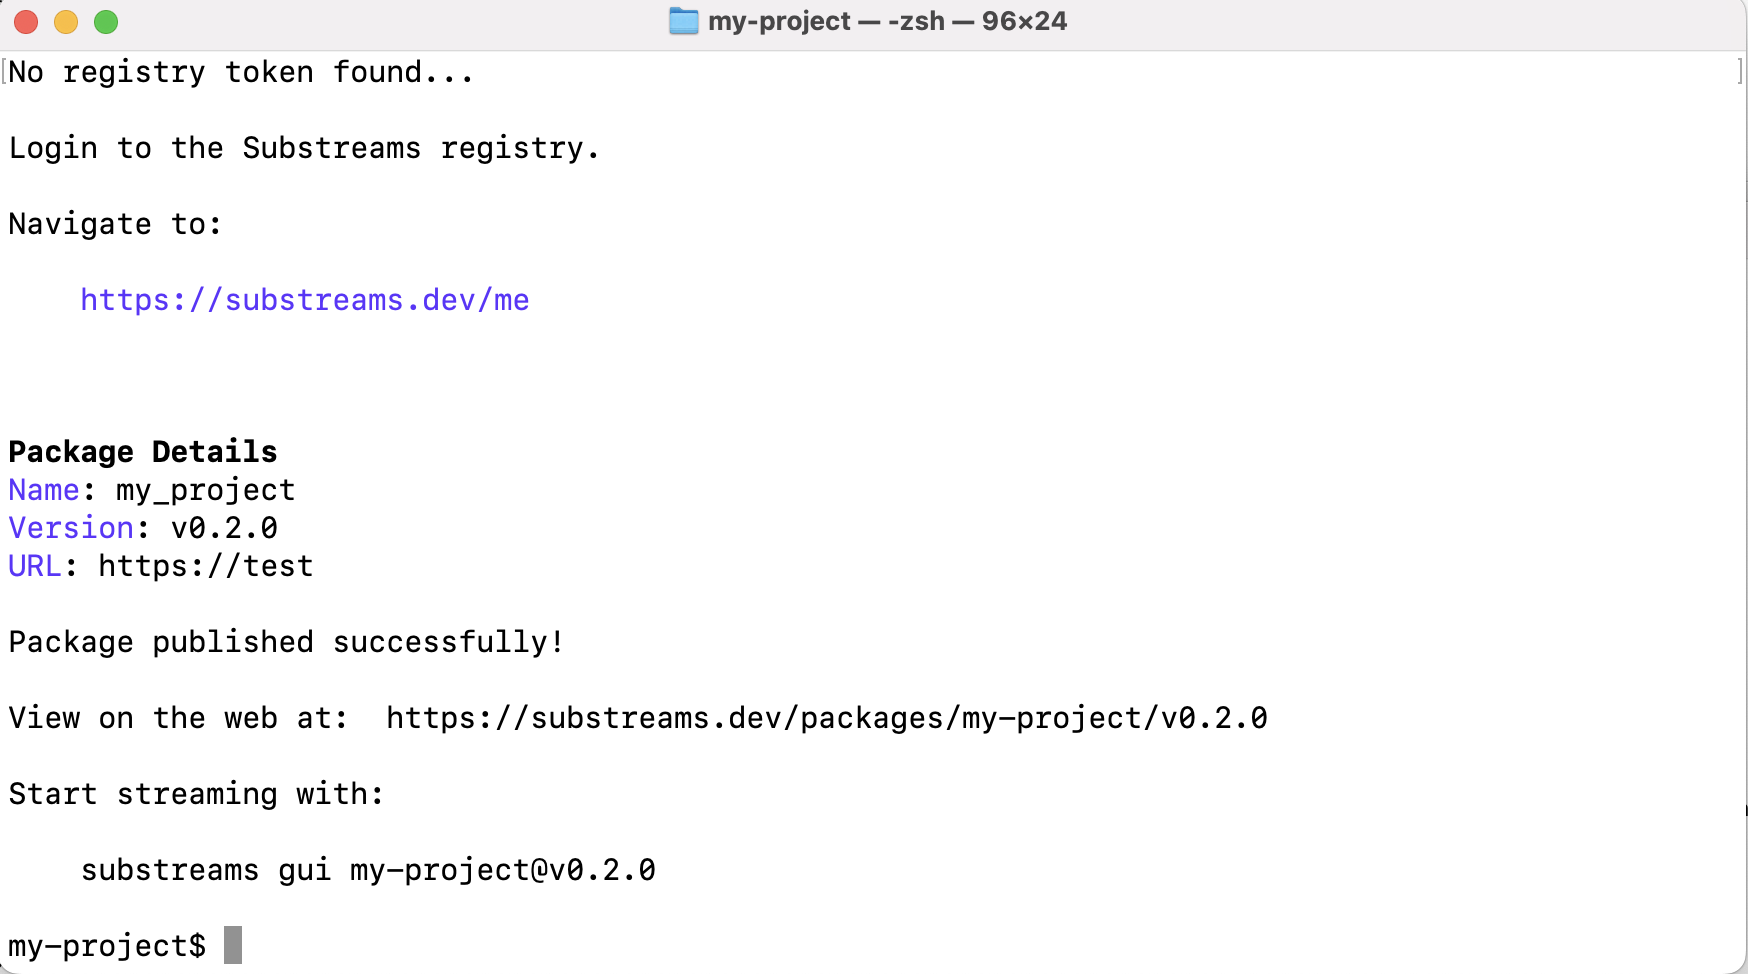 my-project — -zsh — 96×24
No registry token found...
Login to the Substreams registry.
Navigate to:
https://substreams.dev/me
Package Details
Name: my_project
Version: v0.2.0
URL: https://test
Package published successfully!
View on the web at:  https://substreams.dev/packages/my-project/v0.2.0
Start streaming with:
substreams gui my-project@v0.2.0
my-project$